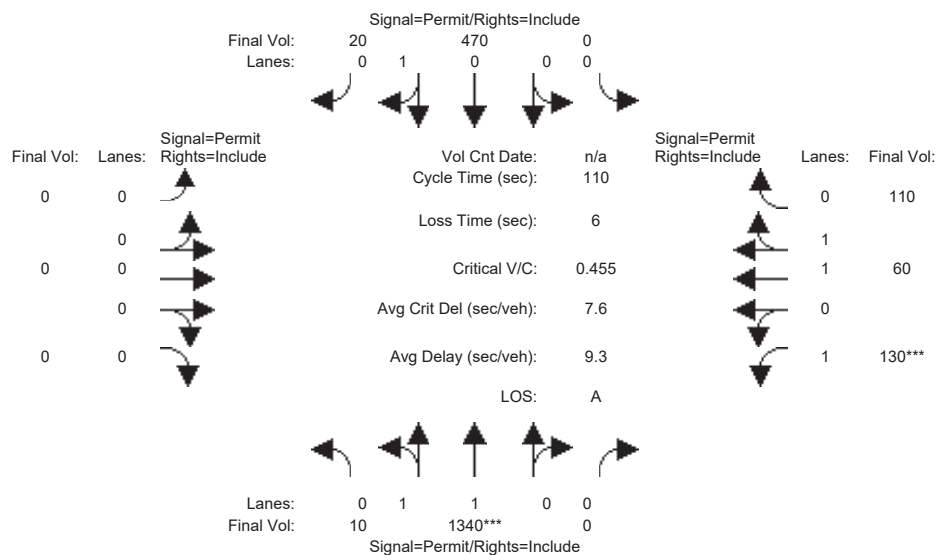 Signal=Permit/Rights=Include
Final Vol: 20 470 0
Lanes: 0 1 0 0 0
Signal=Permit
Final Vol: Lanes: Rights=Include
Vol Cnt Date: n/a
Signal=Permit
Rights=Include Lanes: Final Vol:
Cycle Time (sec): 110
0 0
0 110
Loss Time (sec): 6
0
1
0 0
Critical V/C: 0.455
1 60
0
Avg Crit Del (sec/veh): 7.6
0
0 0
Avg Delay (sec/veh): 9.3
1 130***
LOS: A
Lanes: 0 1 1 0 0
Final Vol: 10 1340*** 0
Signal=Permit/Rights=Include